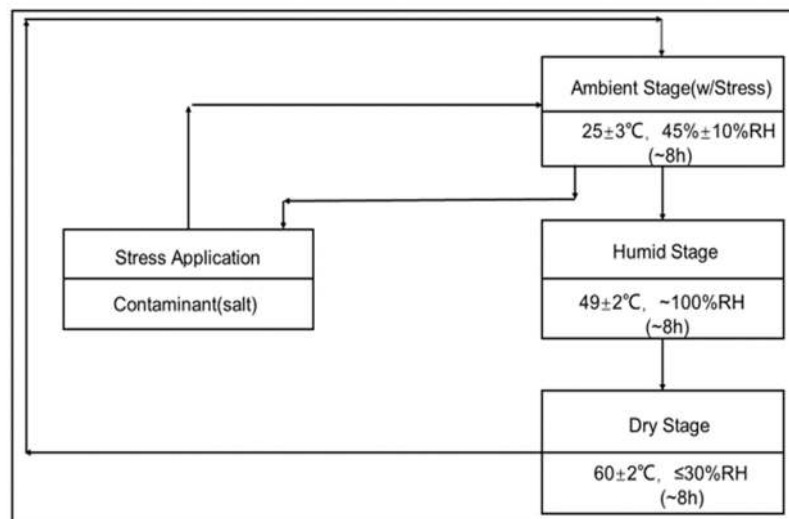 Ambient Stage(w/Stress)
25±3℃, 45%±10%RH
(~8h)
Stress Application
Contaminant(salt)
Humid Stage
49±2℃, ~100%RH
(~8h)
Dry Stage
60±2℃, ≤30%RH
(~8h)